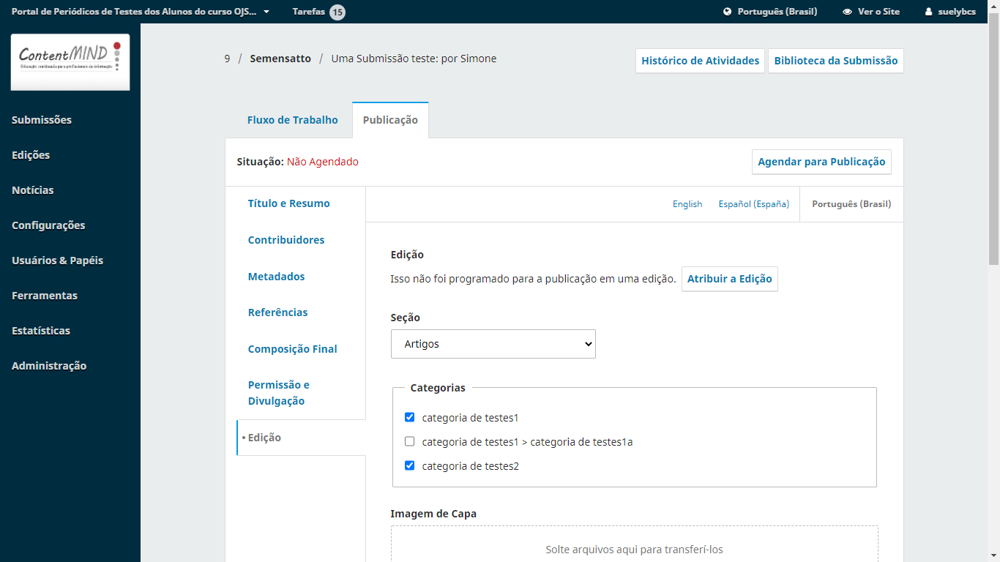 Portal de Periódicos de Testes dos Alunos do curso OJS... Tarefas 15 Português (Brasil) Ver o Site suelybcs
ContentMIND
Educação continuada para profissionais da informação
Submissões
Edições
Notícias
Configurações
Usuários & Papéis
Ferramentas
Estatísticas
Administração
9 / Semensatto / Uma Submissão teste: por Simone
Histórico de Atividades Biblioteca da Submissão
Fluxo de Trabalho Publicação
Situação: Não Agendado Agendar para Publicação
Título e Resumo
Contribuidores
Metadados
Referências
Composição Final
Permissão e
Divulgação
• Edição
English Español (España) Português (Brasil)
Edição
Isso não foi programado para a publicação em uma edição. Atribuir a Edição
Seção
Artigos
Categorias
categoria de testes1
categoria de testes1 > categoria de testes1a
categoria de testes2
Imagem de Capa
Solte arquivos aqui para transferí-los